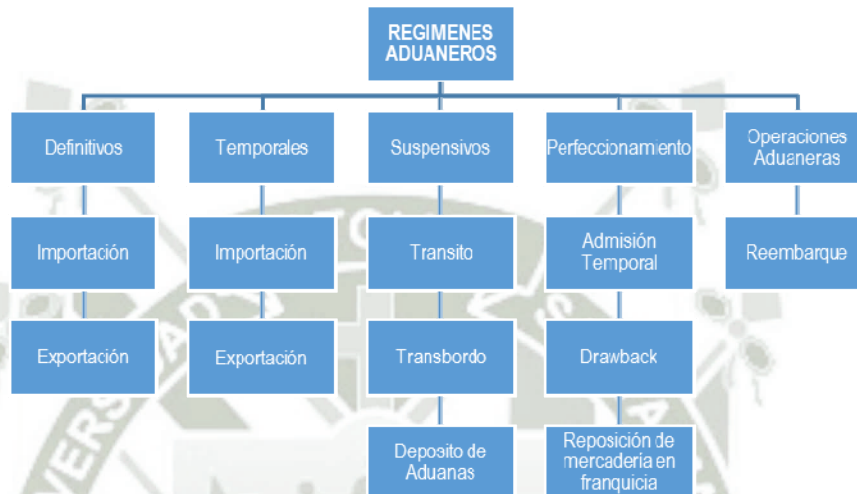 REGIMENES
ADUANEROS
Definitivos
Temporales
Suspensivos
Perfeccionamiento
Operaciones
Aduaneras
Importación
Importación
Transito
Admisión
Temporal
Reembarque
Exportación
Exportación
Transbordo
Drawback
Deposito de
Aduanas
Reposición de
mercaderia en
franquicia